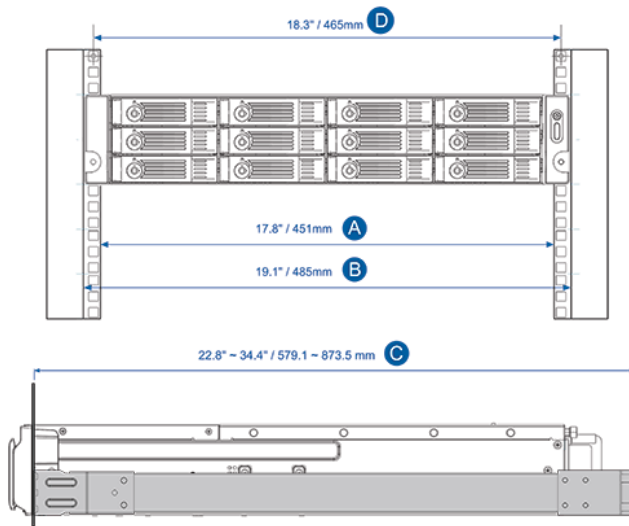 18.3" / 465mm D
17.8" / 451mm A
19.1" / 485mm B
22.8" ~ 34.4" / 579.1 ~ 873.5 mm C